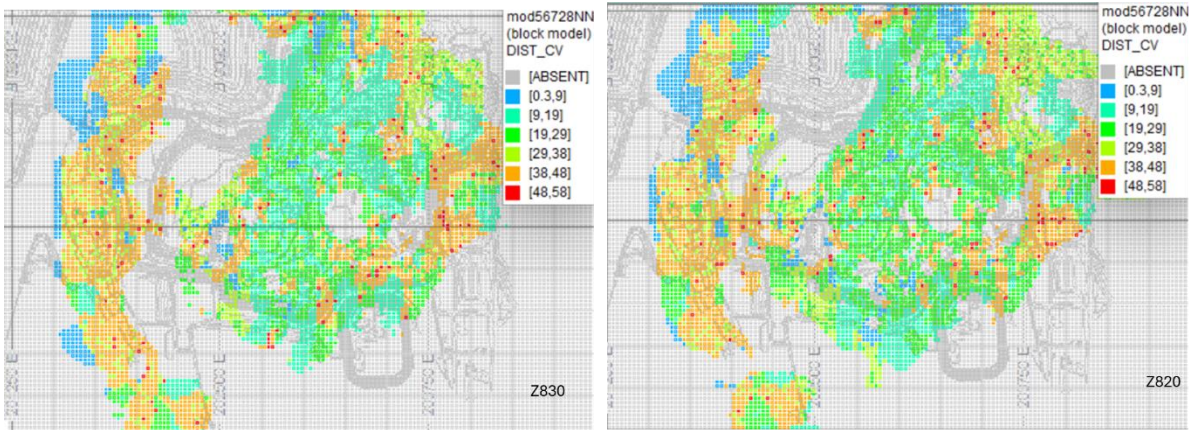 mod56728NN
(block model)
DIST_CV
[ABSENT]
[0.3,9]
[9,19]
[19,29]
[29,38]
[38,48]
[48,58]
Z830
mod56728NN
(block model)
DIST_CV
[ABSENT]
[0.3,9]
[9,19]
[19,29]
[29,38]
[38,48]
[48,58]
Z820